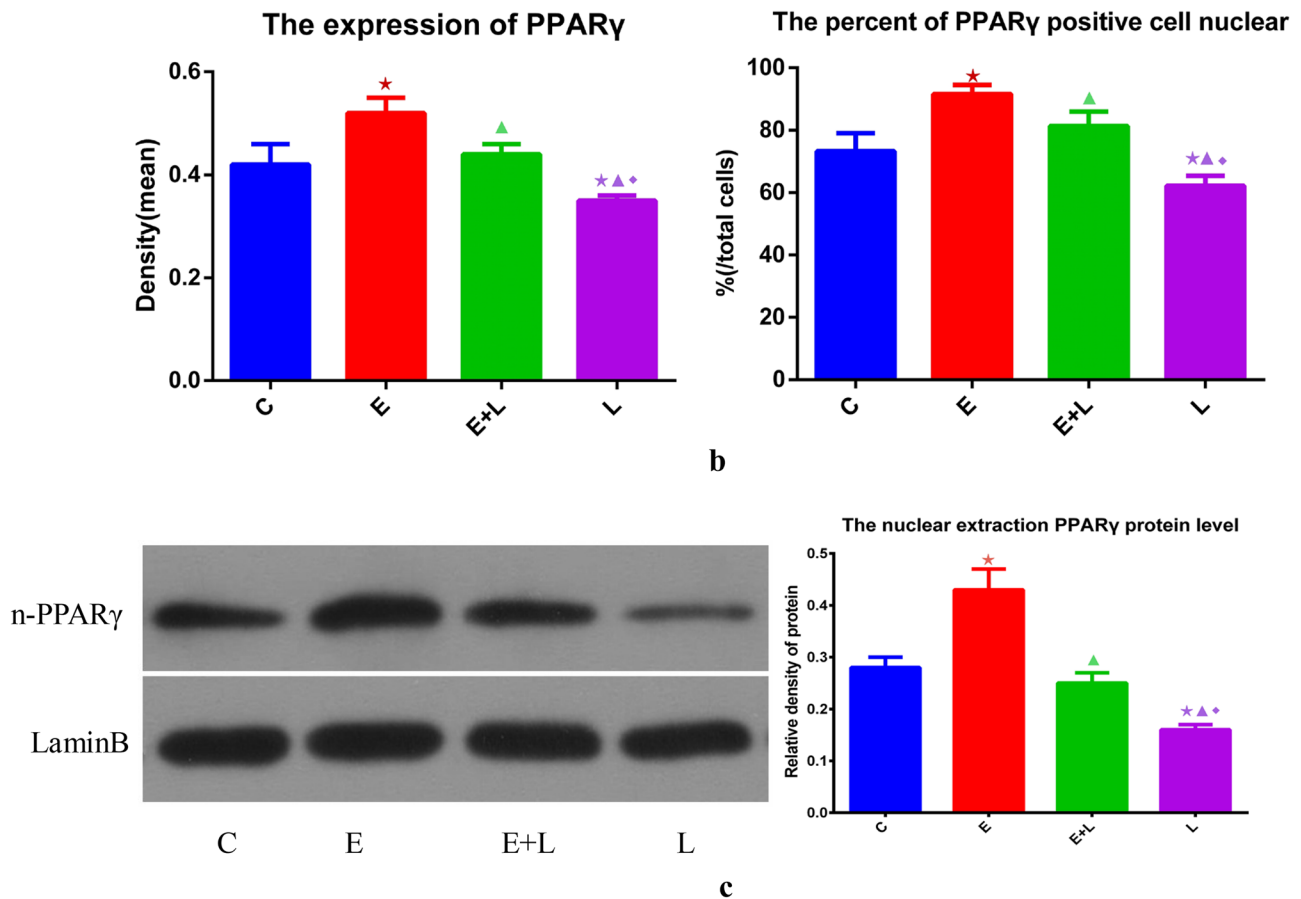 The expression of PPARγ
Density(mean)
0.6
0.4
0.2
0.0
C
E
E+L
L
The percent of PPARγ positive cell nuclear
%(/total cells)
100
80
60
40
20
0
C
E
E+L
L
b
n-PPARγ
LaminB
C E E+L L
The nuclear extraction PPARγ protein level
Relative density of protein
0.5
0.4
0.3
0.2
0.1
0.0
C
E
E+L
L
c